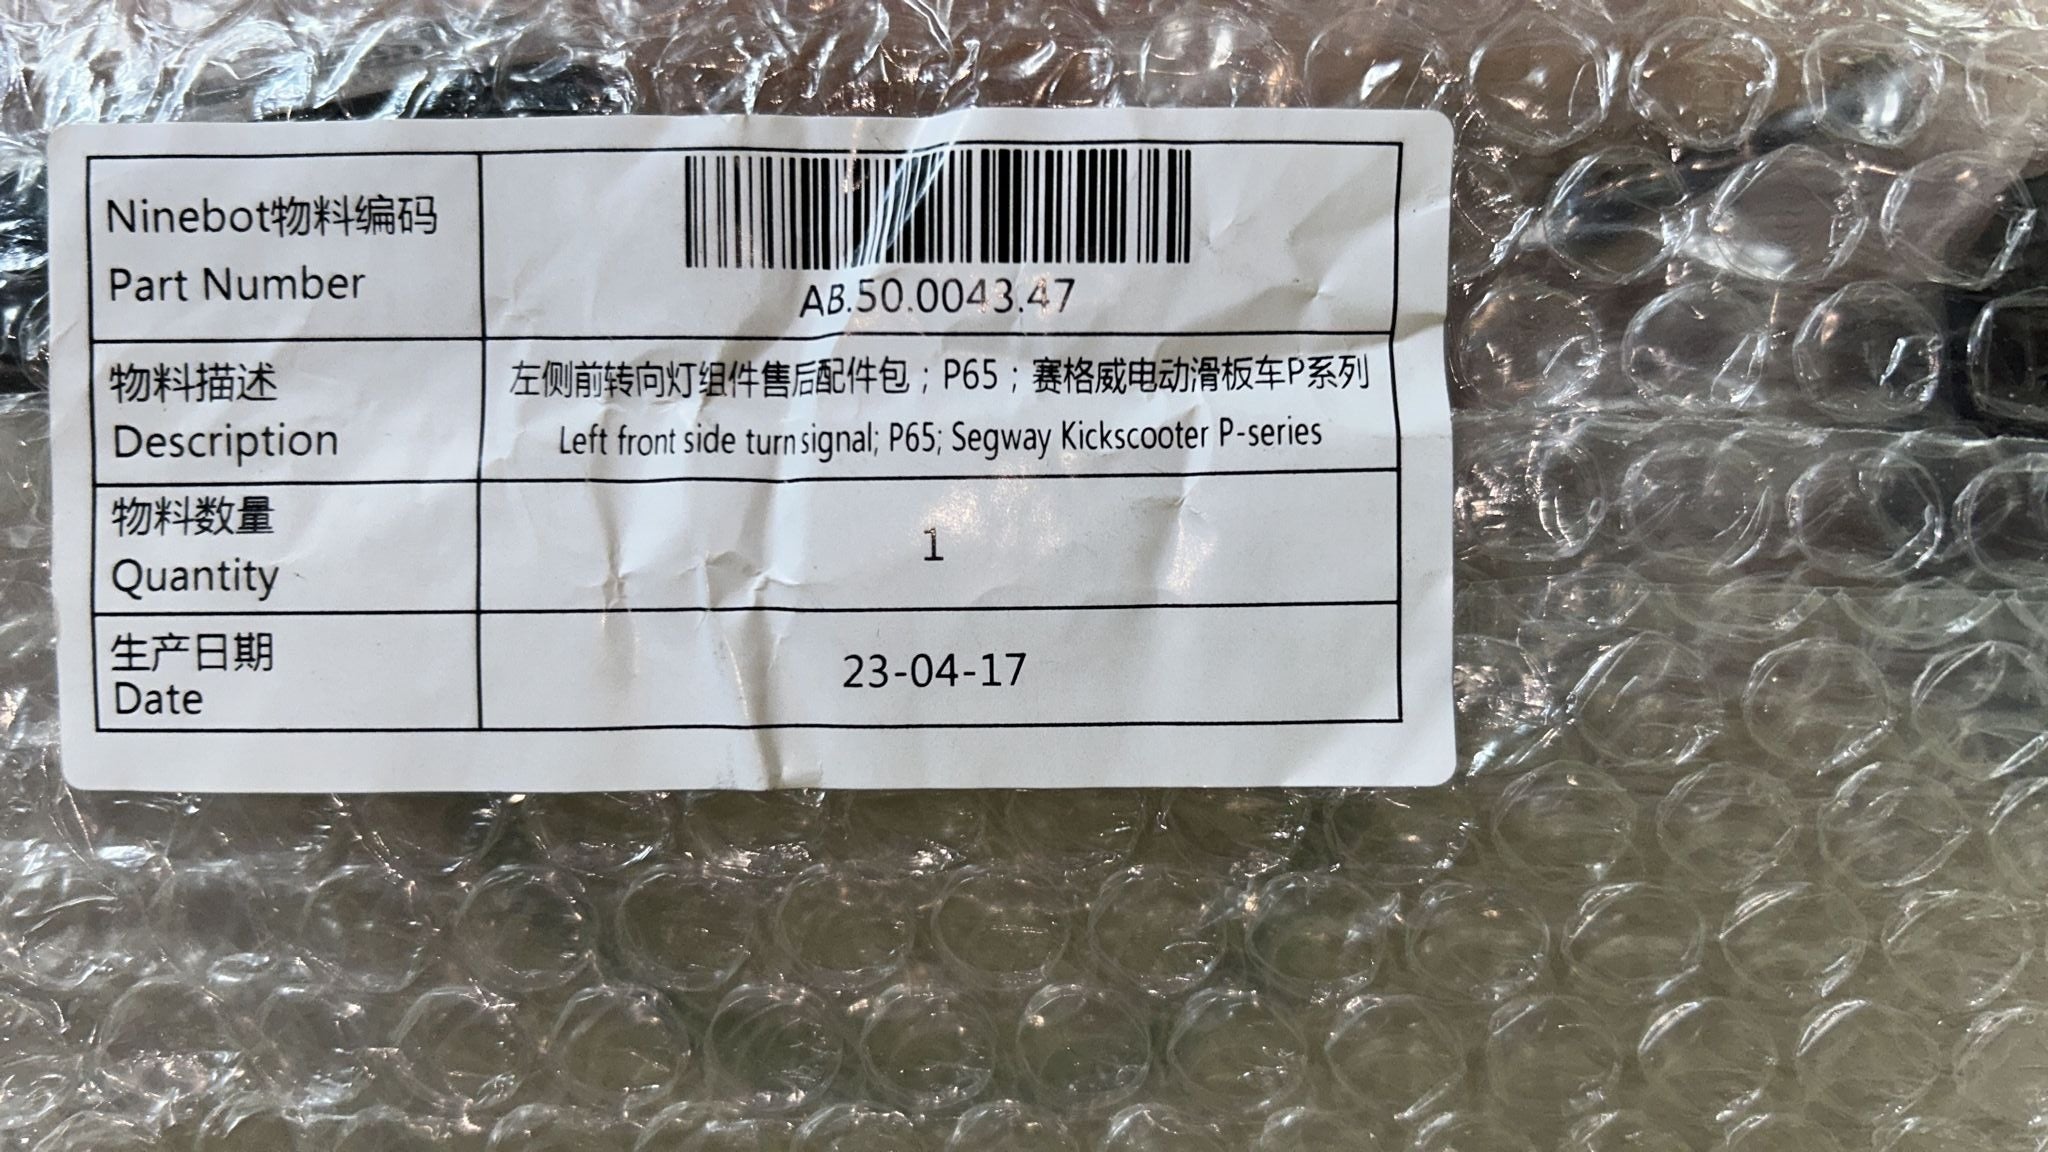 Ninebot物料编码
Part Number
AB.50.0043.47
物料描述
Description
左侧前转向灯组件售后配件包；P65；赛格威电动滑板车P系列
Left front side turnsignal; P65; Segway Kickscooter P-series
物料数量
Quantity
1
生产日期
Date
23-04-17